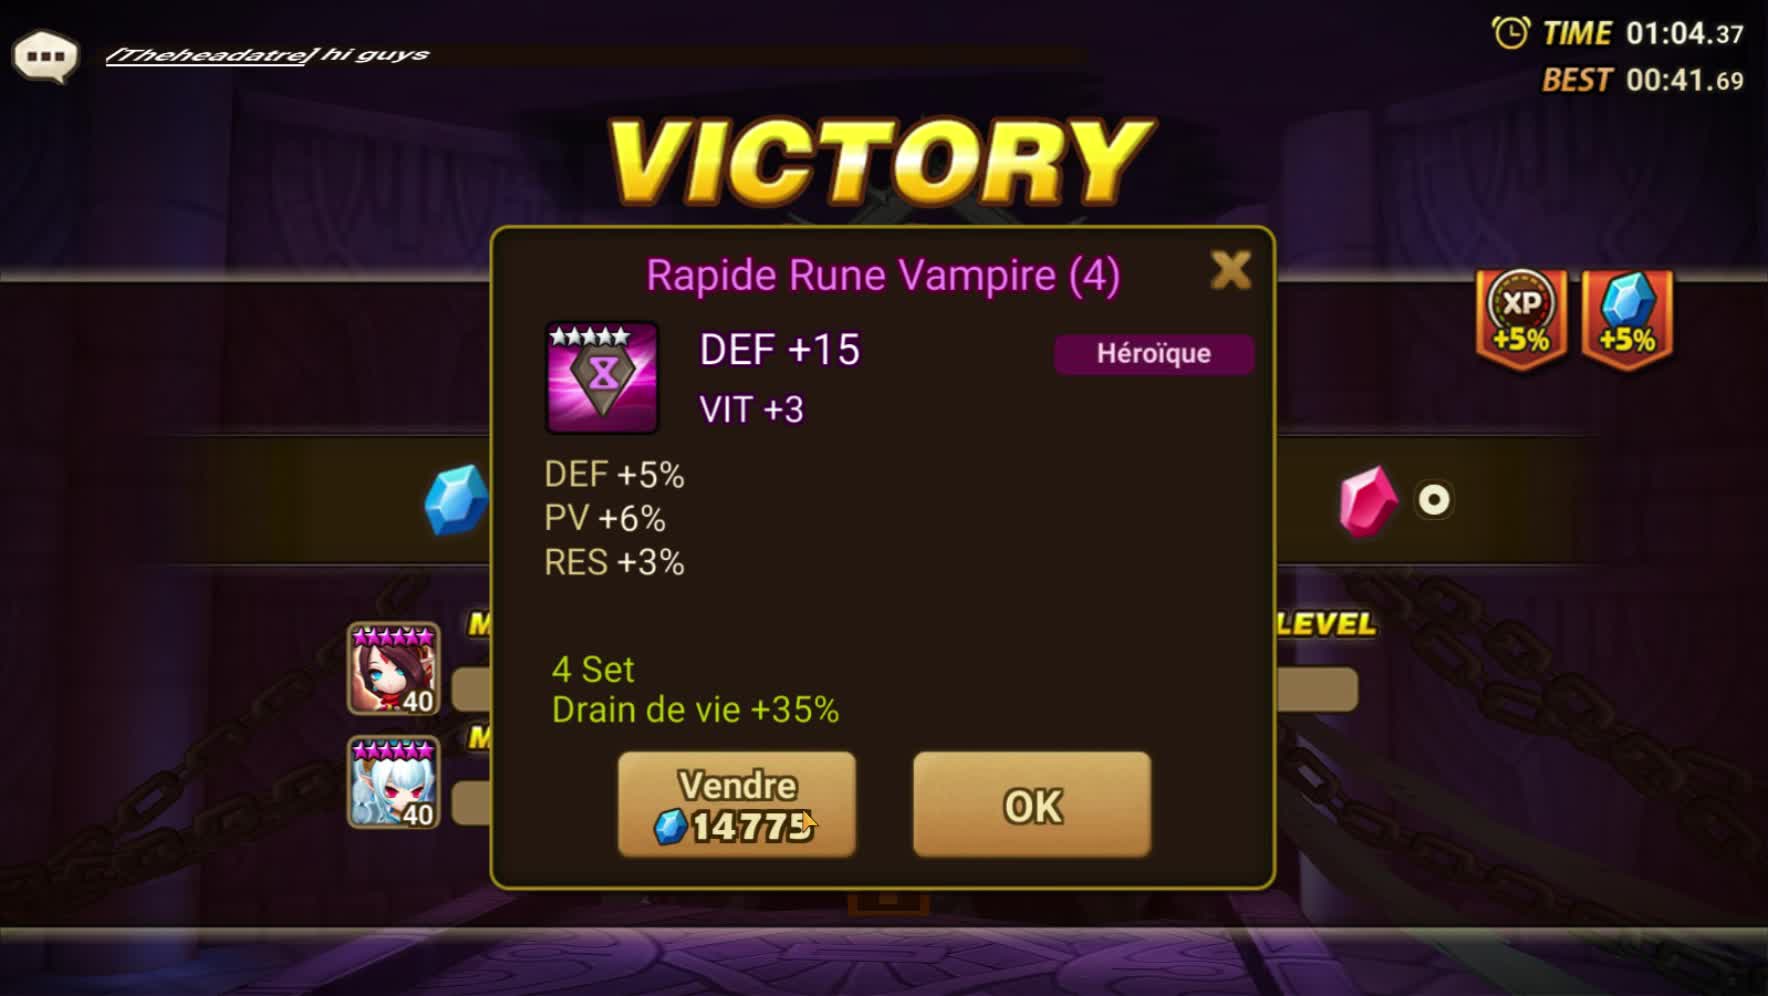 [Theheadatre] hi guys
TIME 01:04.37
BEST 00:41.69
VICTORY
Rapide Rune Vampire (4)
DEF +15
Héroïque
VIT +3
XP
+5%
+5%
DEF +5%
PV +6%
RES +3%
0
M
LEVEL
40
4 Set
Drain de vie +35%
M
40
Vendre
14775
OK